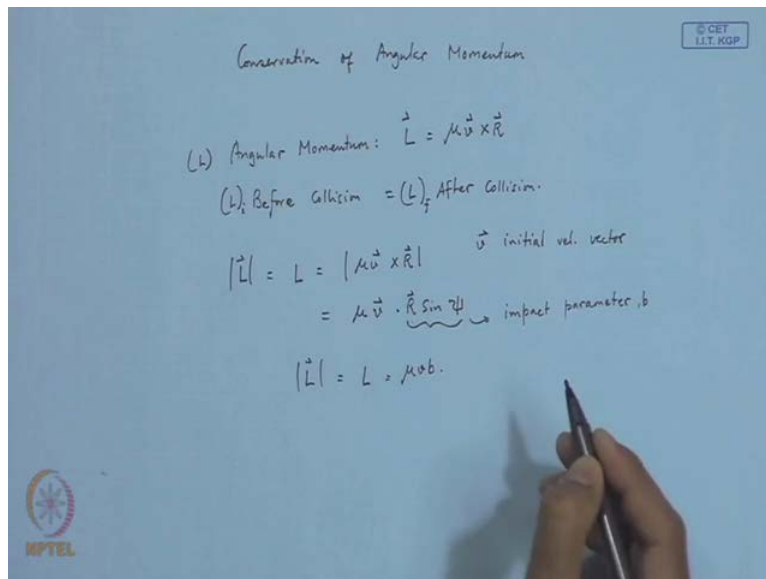 © CET
I.I.T. KGP
Conservation of Angular Momentum
(L) Angular Momentum: L⃗ = μv⃗ × R⃗
(L)i Before Collision = (L)f After Collision.
|L⃗| = L = |μv⃗ × R⃗| v⃗ initial vel. vector
= μv⃗ · R⃗ sin ψ → impact parameter, b
|L⃗| = L = μvb.
NPTEL